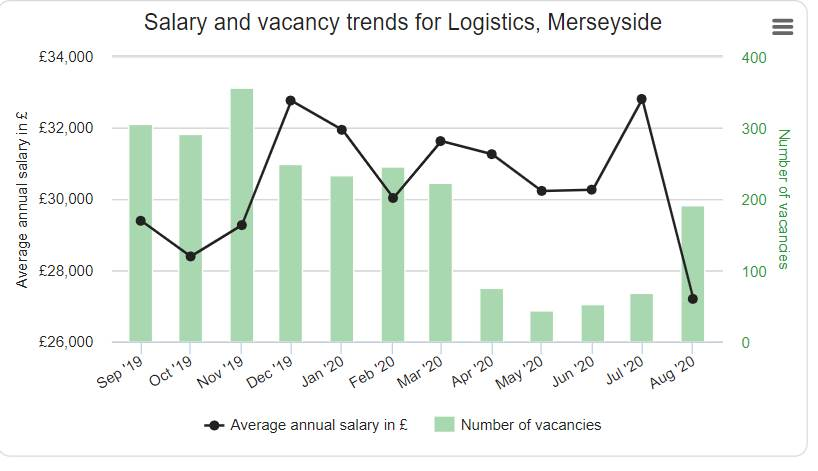 Salary and vacancy trends for Logistics, Merseyside
£34,000
£32,000
£30,000
£28,000
£26,000
Average annual salary in £
400
300
200
100
0
Number of vacancies
Sep '19
Oct '19
Nov '19
Dec '19
Jan '20
Feb '20
Mar '20
Apr '20
May '20
Jun '20
Jul '20
Aug '20
Average annual salary in £
Number of vacancies